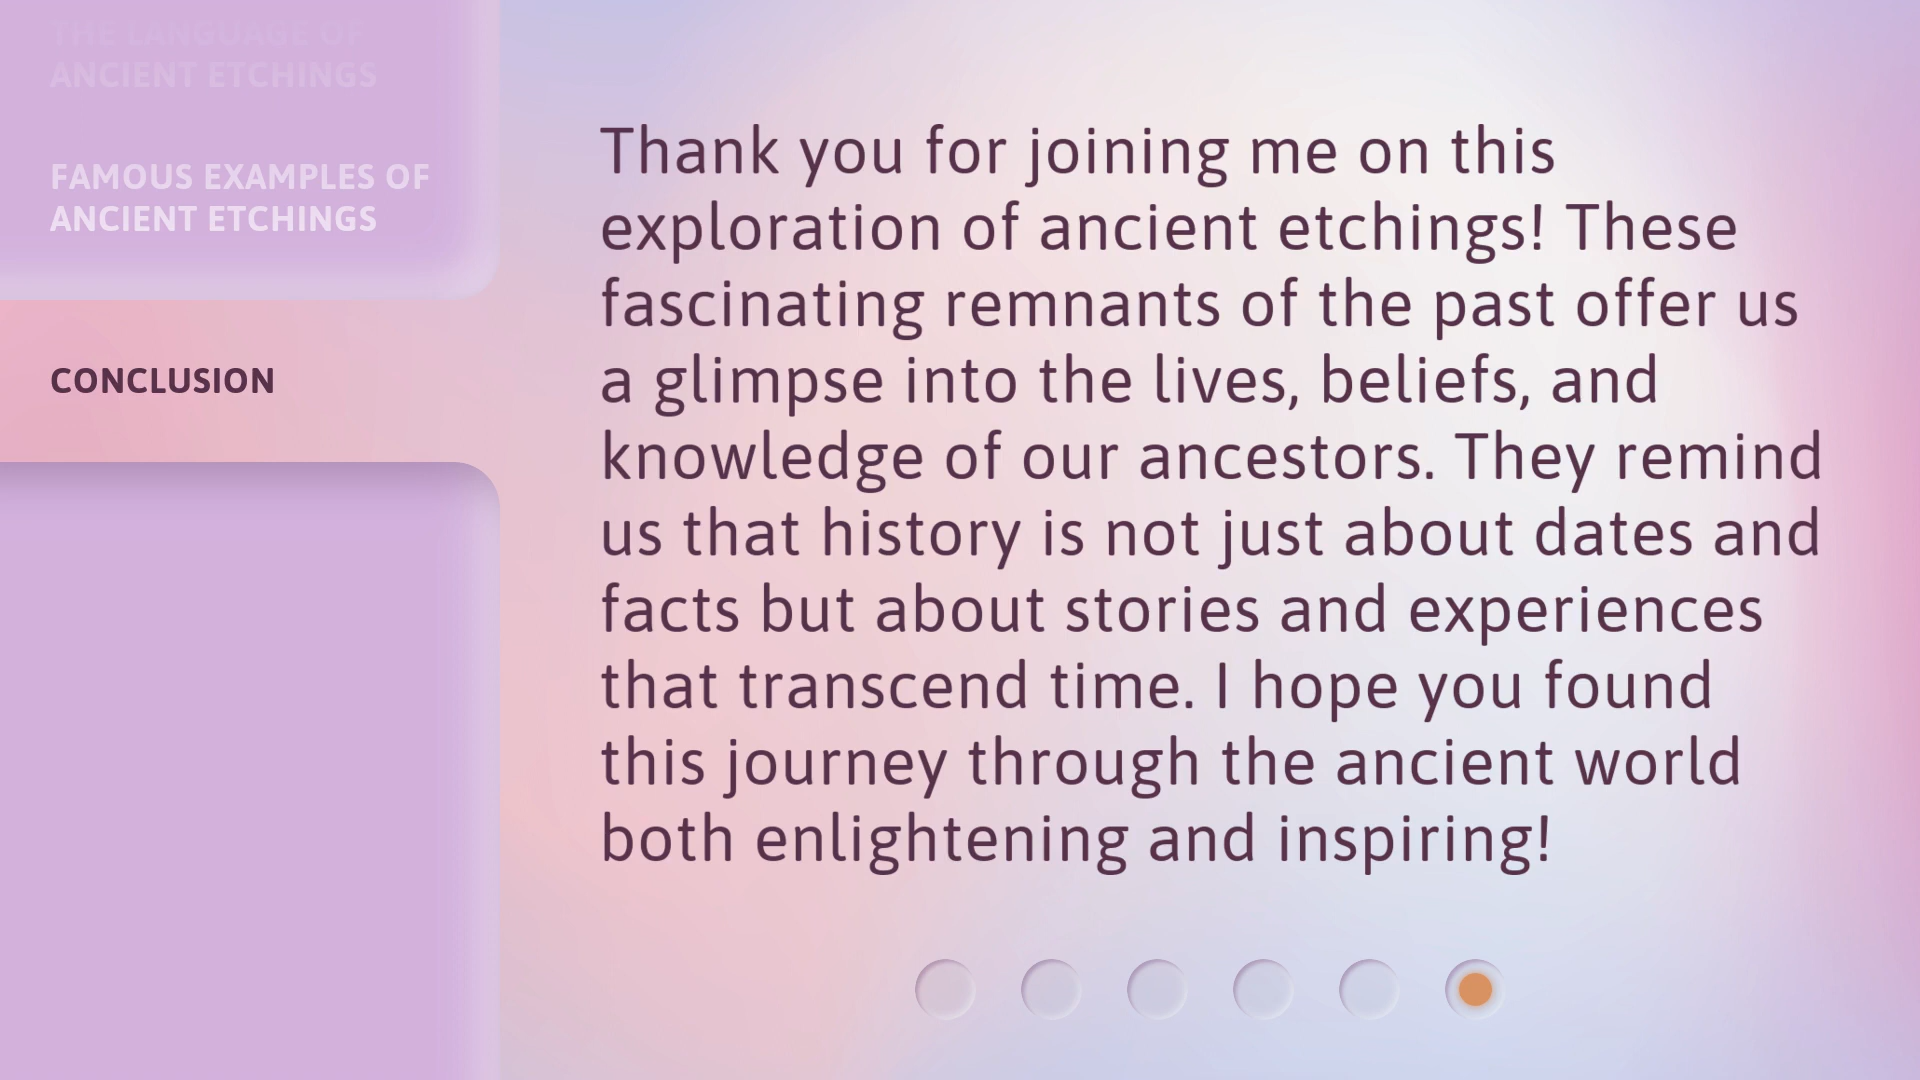 THE LANGUAGE OF
ANCIENT ETCHINGS
FAMOUS EXAMPLES OF
ANCIENT ETCHINGS
CONCLUSION
Thank you for joining me on this
exploration of ancient etchings! These
fascinating remnants of the past offer us
a glimpse into the lives, beliefs, and
knowledge of our ancestors. They remind
us that history is not just about dates and
facts but about stories and experiences
that transcend time. I hope you found
this journey through the ancient world
both enlightening and inspiring!